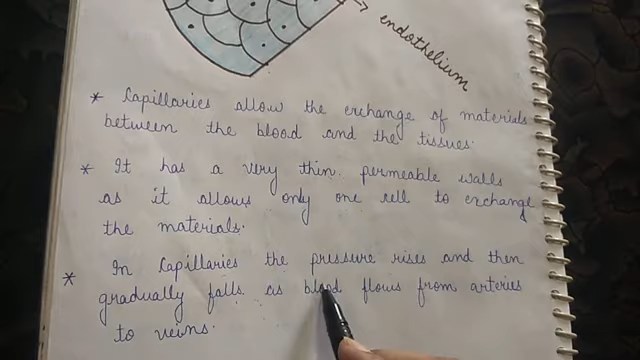 endothelium
* Capillaries allow the exchange of materials
between the blood and the tissues.
* It has a very thin. permeable walls
as it allows only one cell to exchange
the materials.
* In Capillaries the pressure rises and then
gradually falls. as blood flows from arteries
to veins.